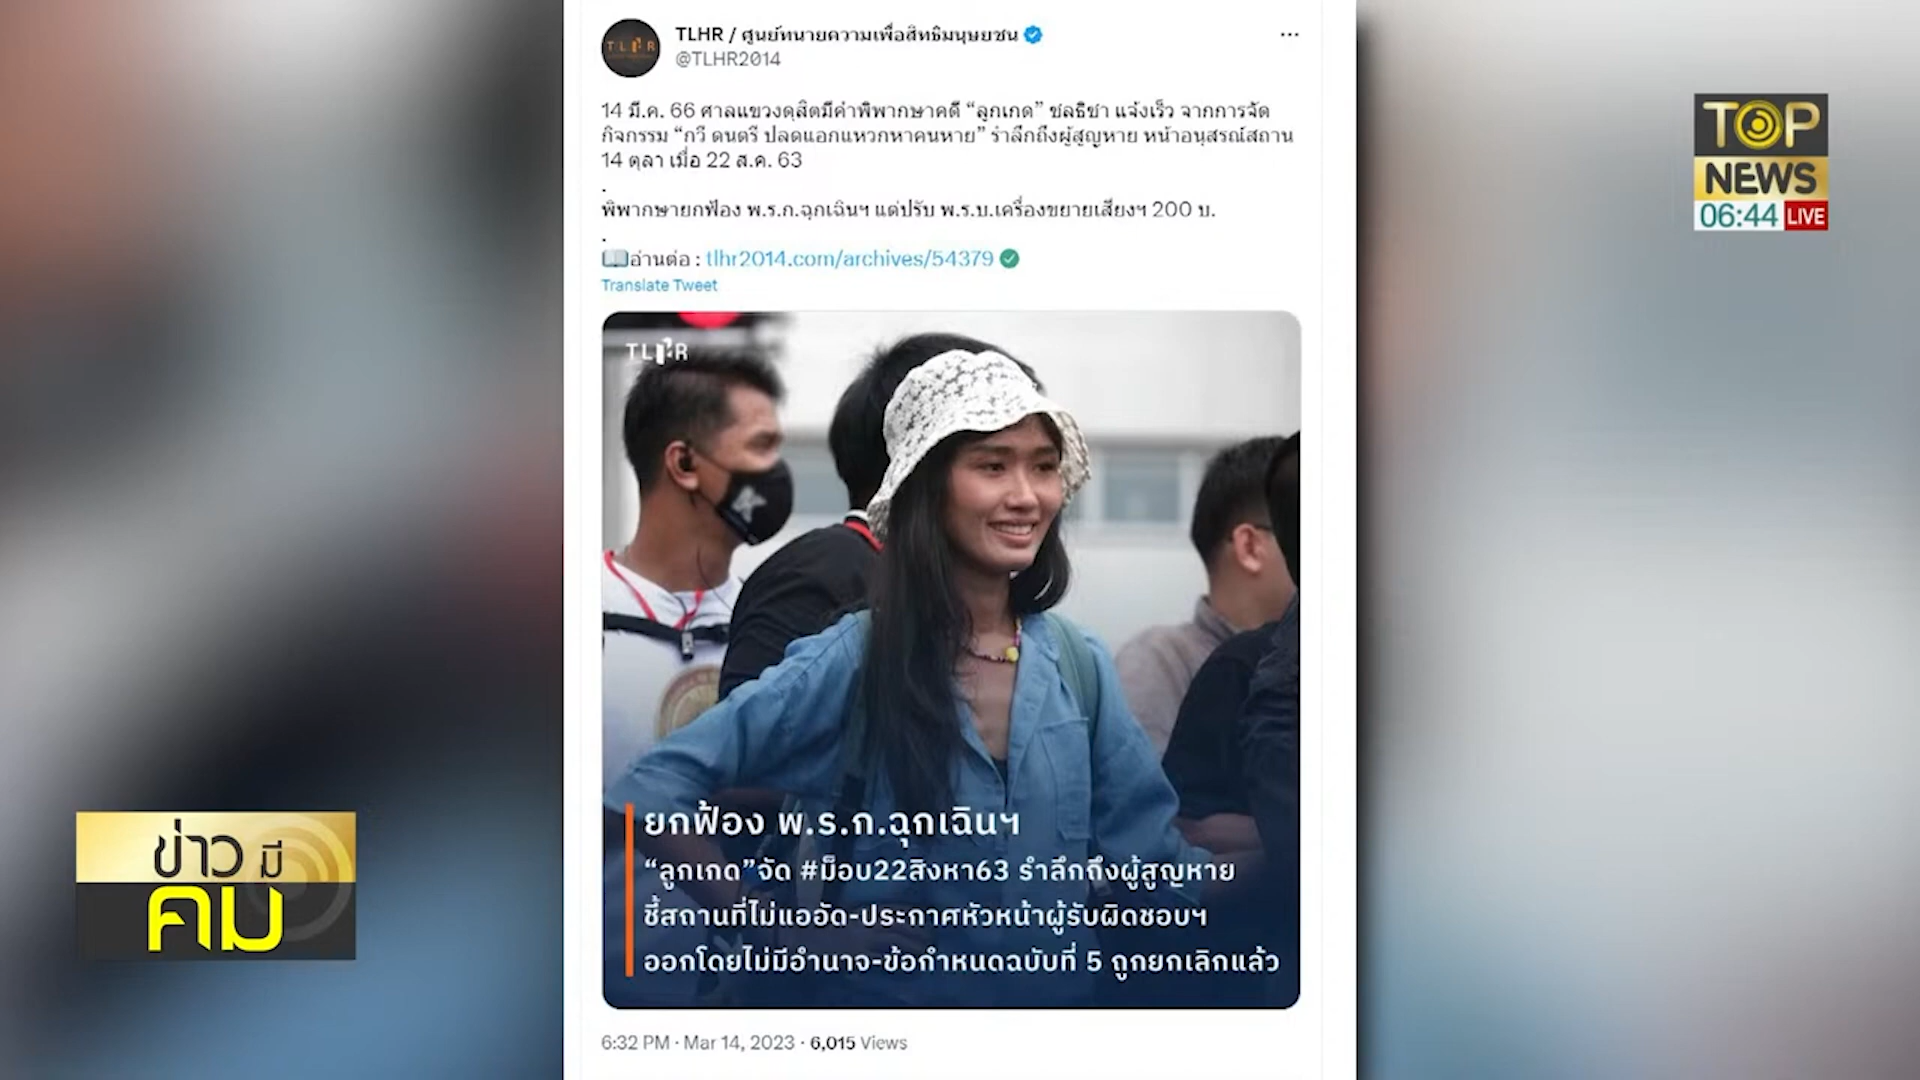 TLHR
TLHR / ศูนย์ทนายความเพื่อสิทธิมนุษยชน
@TLHR2014
14 มี.ค. 66 ศาลแขวงดุสิตมีคำพิพากษาคดี “ลูกเกด” ชลธิชา แจ้งเร็ว จากการจัด
กิจกรรม “กวี ดนตรี ปลดแอกแหวกหาคนหาย” รำลึกถึงผู้สูญหาย หน้าอนุสรณ์สถาน
14 ตุลา เมื่อ 22 ส.ค. 63
.
พิพากษายกฟ้อง พ.ร.ก.ฉุกเฉินฯ แต่ปรับ พ.ร.บ.เครื่องขยายเสียงฯ 200 บ.
.
อ่านต่อ : tlhr2014.com/archives/54379
Translate Tweet
TLHR
ยกฟ้อง พ.ร.ก.ฉุกเฉินฯ
“ลูกเกด”จัด #ม็อบ22สิงหา63 รำลึกถึงผู้สูญหาย
ชี้สถานที่ไม่แออัด-ประกาศหัวหน้าผู้รับผิดชอบฯ
ออกโดยไม่มีอำนาจ-ข้อกำหนดฉบับที่ 5 ถูกยกเลิกแล้ว
6:32 PM · Mar 14, 2023 · 6,015 Views
TOP
NEWS
06:44 LIVE
ข่าวมี
คม